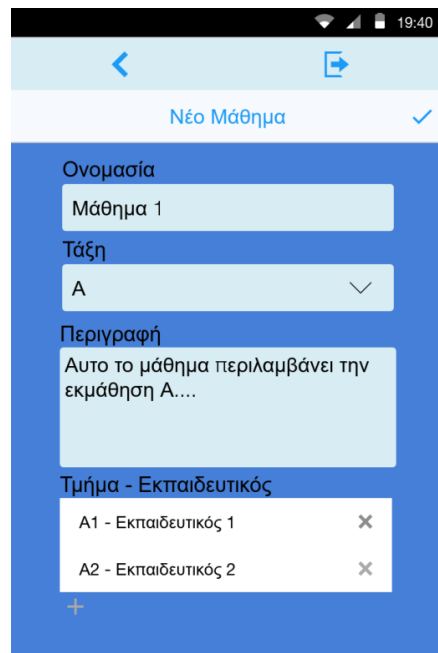 19:40
Νέο Μάθημα
Ονομασία
Μάθημα 1
Τάξη
Α
Περιγραφή
Αυτο το μάθημα περιλαμβάνει την
εκμάθηση Α....
Τμήμα - Εκπαιδευτικός
Α1 - Εκπαιδευτικός 1
Α2 - Εκπαιδευτικός 2